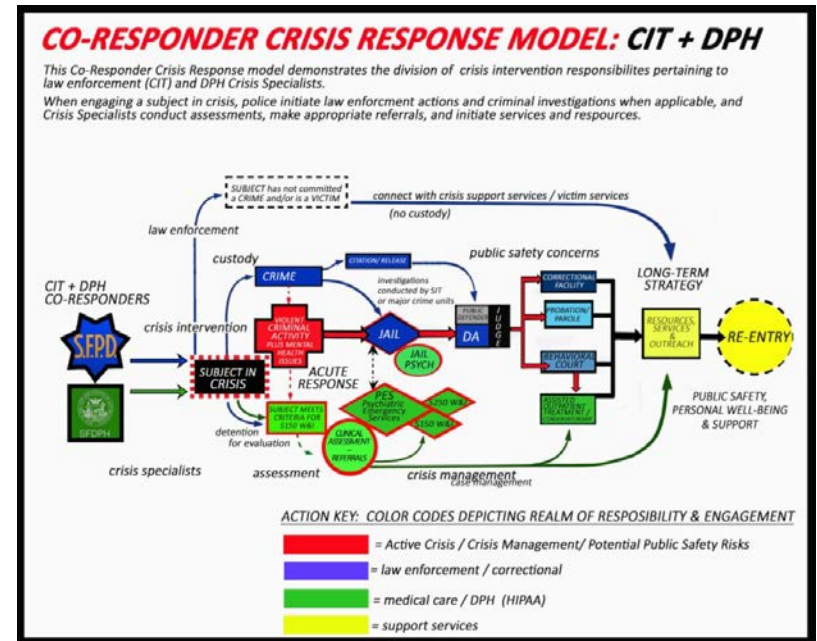 CO-RESPONDER CRISIS RESPONSE MODEL: CIT + DPH
This Co-Responder Crisis Response model demonstrates the division of crisis intervention responsibilites pertaining to
law enforcement (CIT) and DPH Crisis Specialists.
When engaging a subject in crisis, police initiate law enforcment actions and criminal investigations when applicable, and
Crisis Specialists conduct assessments, make appropriate referrals, and initiate services and respources.
SUBJECT has not committed
a CRIME and/or is a VICTIM
connect with crisis support services / victim services
(no custody)
law enforcement
custody
CRIME
CITATION/ RELEASE
public safety concerns
investigations
conducted by SIT
or major crime units
CIT + DPH
CO-RESPONDERS
S.F.P.D.
crisis intervention
VIOLENT
CRIMINAL
ACTIVITY
PLUS MENTAL
HEALTH
ISSUES
JAIL
JAIL
PSYCH
PUBLIC
DEFENDER
DA
JUDGE
CORRECTIONAL
FACILITY
PROBATION/
PAROLE
BEHAVIORAL
COURT
ASSISTED
OUTPATIENT
TREATMENT /
CONSERVATORSHIP
LONG-TERM
STRATEGY
RESOURCES,
SERVICES &
OUTREACH
RE-ENTRY
PUBLIC SAFETY,
PERSONAL WELL-BEING
& SUPPORT
SUBJECT IN
CRISIS
ACUTE
RESPONSE
SFDPH
SUBJECT MEETS
CRITERIA FOR
5150 W&I
PES
Psychiatric
Emergency
Services
5250 W&I
5150 W&I
detention
for evaluation
CLINICAL
ASSESSMENT
–
REFERRALS
crisis specialists
assessment
crisis management
case management
ACTION KEY: COLOR CODES DEPICTING REALM OF RESPOSIBILITY & ENGAGEMENT
= Active Crisis / Crisis Management/ Potential Public Safety Risks
= law enforcement / correctional
= medical care / DPH (HIPAA)
= support services